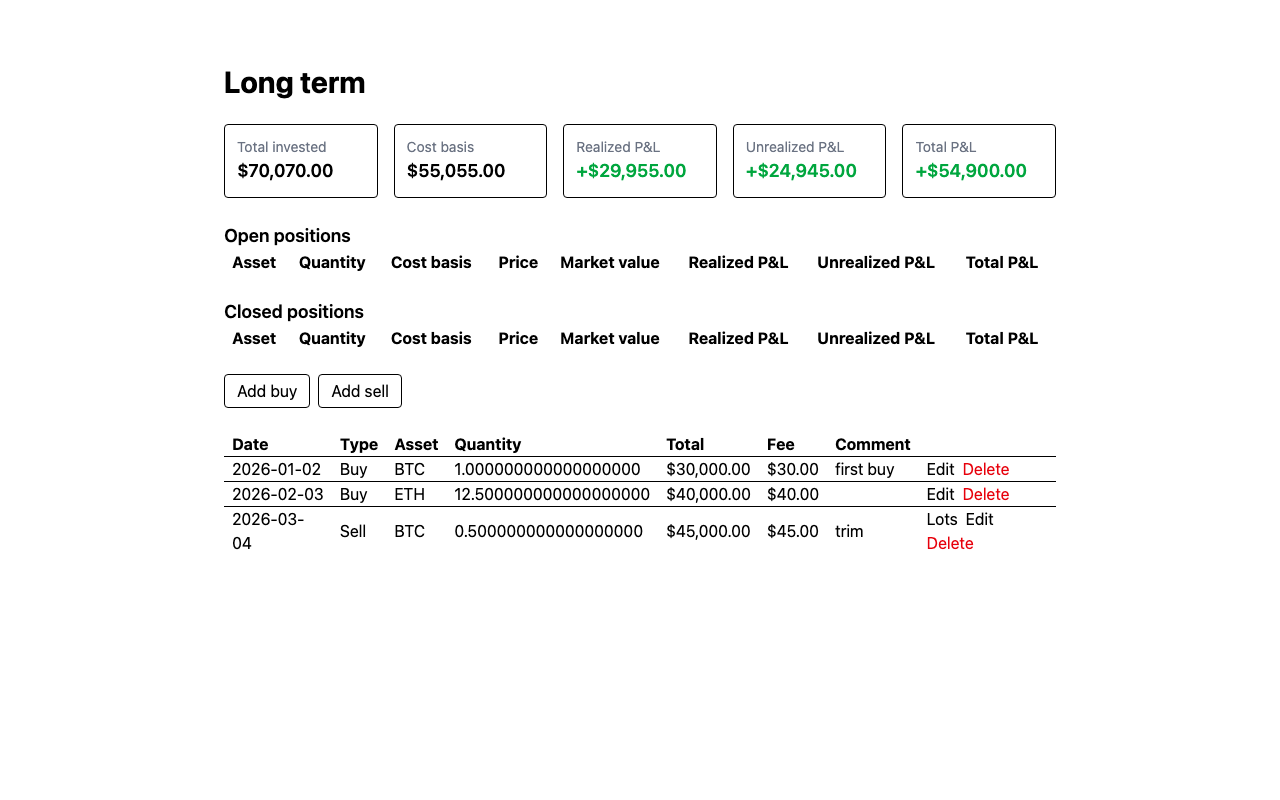 Long term
Total invested Cost basis Realized P&L Unrealized P&L Total P&L
$70,070.00 $55,055.00 +$29,955.00 +$24,945.00 +$54,900.00
Open positions
Asset Quantity Cost basis Price Market value Realized P&L Unrealized P&L Total P&L
Closed positions
Asset Quantity Cost basis Price Market value Realized P&L Unrealized P&L Total P&L
Add buy Add sell
Date Type Asset Quantity Total Fee Comment
2026-01-02 Buy BTC 1.000000000000000000 $30,000.00 $30.00 first buy Edit Delete
2026-02-03 Buy ETH 12.500000000000000000 $40,000.00 $40.00 Edit Delete
2026-03-
04 Sell BTC 0.500000000000000000 $45,000.00 $45.00 trim Lots Edit
Delete